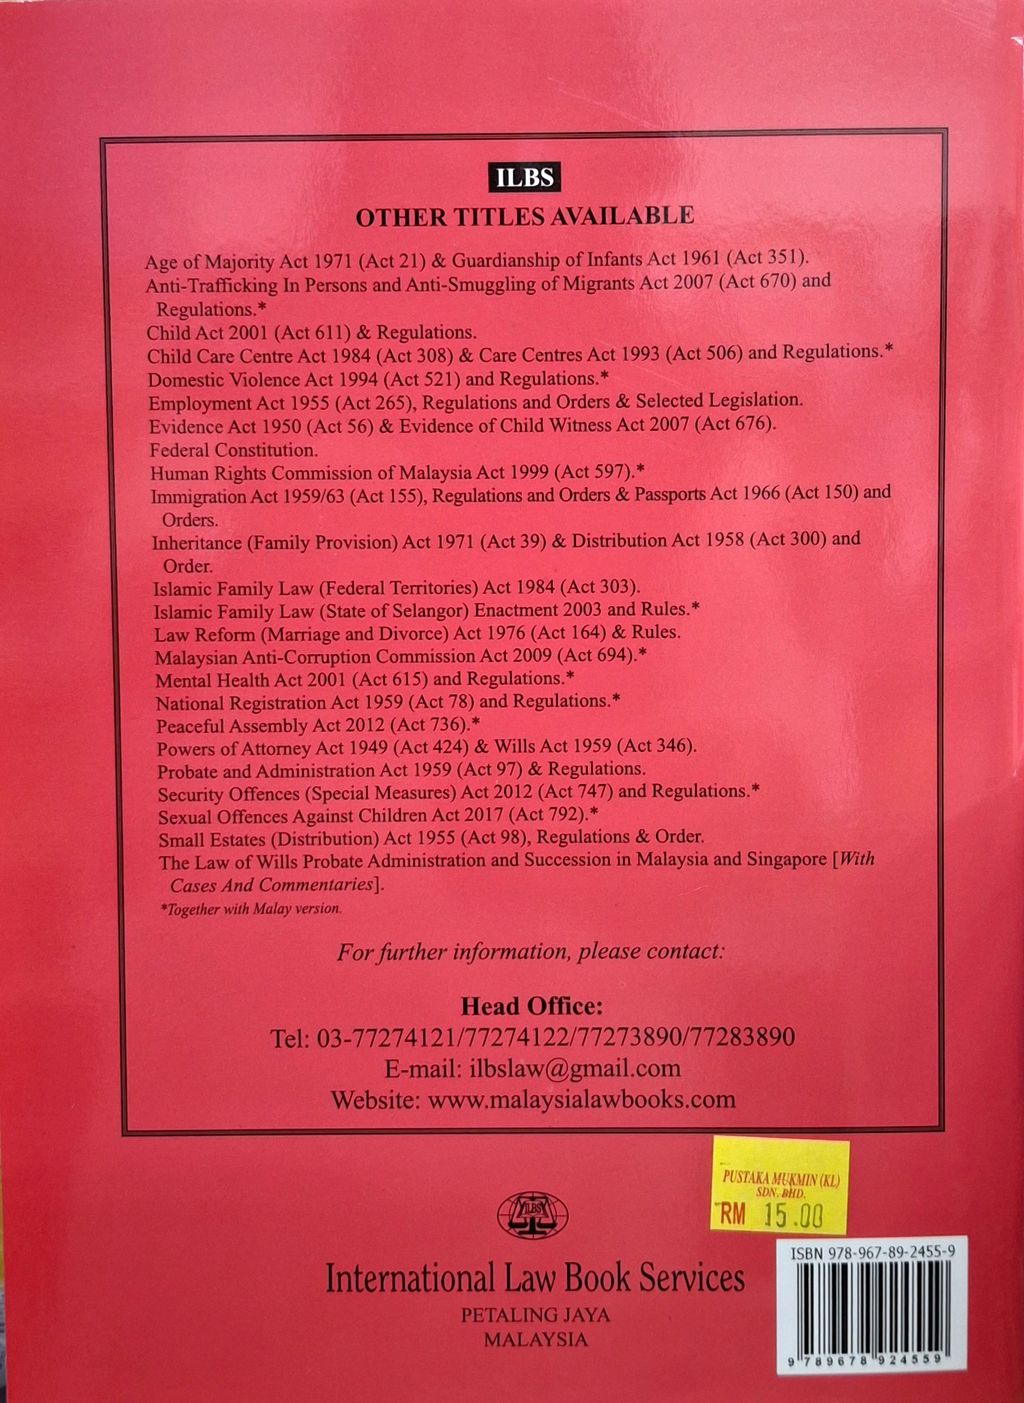 ILBS
OTHER TITLES AVAILABLE
Age of Majority Act 1971 (Act 21) & Guardianship of Infants Act 1961 (Act 351).
Anti-Trafficking In Persons and Anti-Smuggling of Migrants Act 2007 (Act 670) and
Regulations.*
Child Act 2001 (Act 611) & Regulations.
Child Care Centre Act 1984 (Act 308) & Care Centres Act 1993 (Act 506) and Regulations.*
Domestic Violence Act 1994 (Act 521) and Regulations.*
Employment Act 1955 (Act 265), Regulations and Orders & Selected Legislation.
Evidence Act 1950 (Act 56) & Evidence of Child Witness Act 2007 (Act 676).
Federal Constitution.
Human Rights Commission of Malaysia Act 1999 (Act 597).*
Immigration Act 1959/63 (Act 155), Regulations and Orders & Passports Act 1966 (Act 150) and
Orders.
Inheritance (Family Provision) Act 1971 (Act 39) & Distribution Act 1958 (Act 300) and
Order.
Islamic Family Law (Federal Territories) Act 1984 (Act 303).
Islamic Family Law (State of Selangor) Enactment 2003 and Rules.*
Law Reform (Marriage and Divorce) Act 1976 (Act 164) & Rules.
Malaysian Anti-Corruption Commission Act 2009 (Act 694).*
Mental Health Act 2001 (Act 615) and Regulations.*
National Registration Act 1959 (Act 78) and Regulations.*
Peaceful Assembly Act 2012 (Act 736).*
Powers of Attorney Act 1949 (Act 424) & Wills Act 1959 (Act 346).
Probate and Administration Act 1959 (Act 97) & Regulations.
Security Offences (Special Measures) Act 2012 (Act 747) and Regulations.*
Sexual Offences Against Children Act 2017 (Act 792).*
Small Estates (Distribution) Act 1955 (Act 98), Regulations & Order.
The Law of Wills Probate Administration and Succession in Malaysia and Singapore [With
Cases And Commentaries].
*Together with Malay version.
For further information, please contact:
Head Office:
Tel: 03-77274121/77274122/77273890/77283890
E-mail: ilbslaw@gmail.com
Website: www.malaysialawbooks.com
PUSTAKA MUKMIN (KL)
SDN. BHD.
RM 15.00
ILBS
International Law Book Services
PETALING JAYA
MALAYSIA
ISBN 978-967-89-2455-9
9 789678 924559